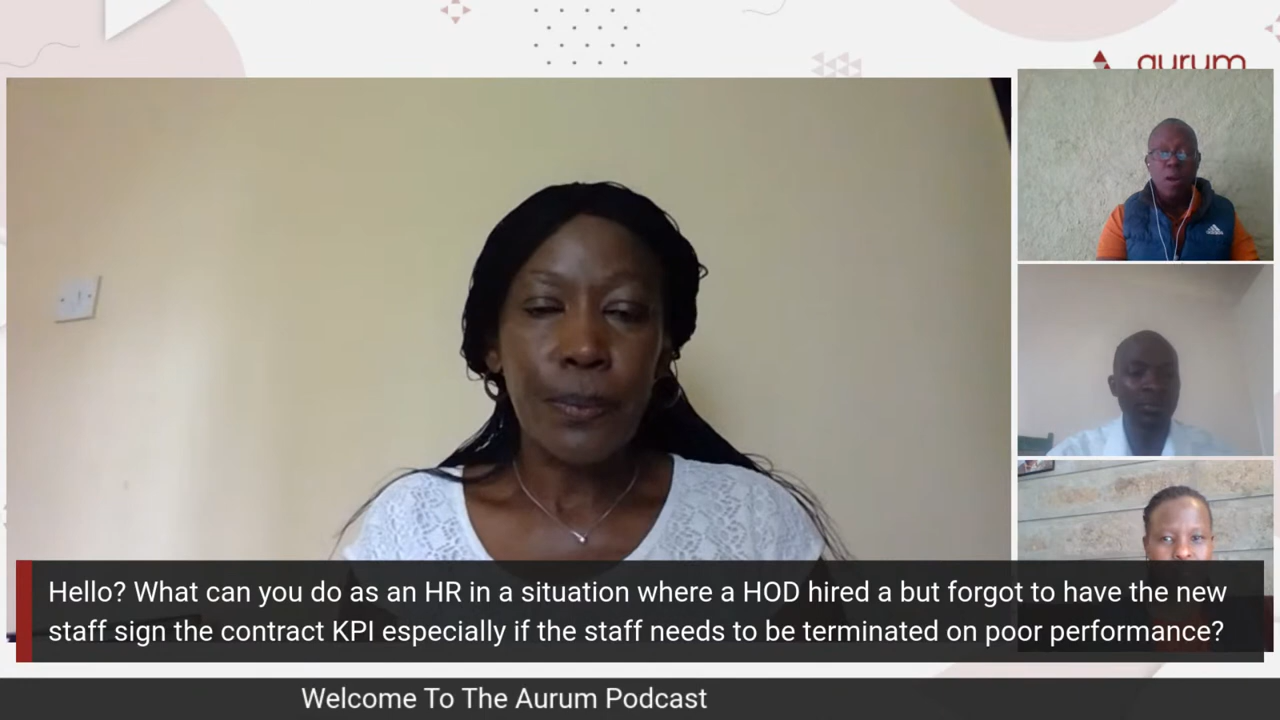 aurum
Hello? What can you do as an HR in a situation where a HOD hired a but forgot to have the new
staff sign the contract KPI especially if the staff needs to be terminated on poor performance?
Welcome To The Aurum Podcast